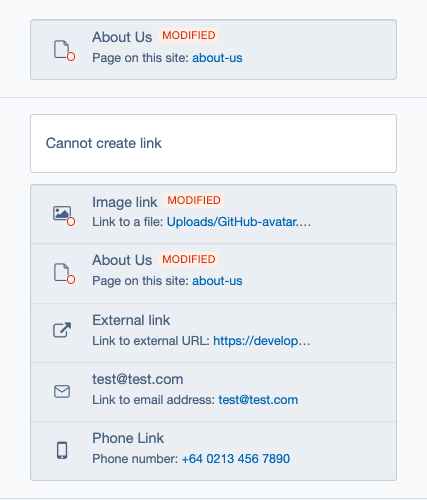 About Us MODIFIED
Page on this site: about-us
Cannot create link
Image link MODIFIED
Link to a file: Uploads/GitHub-avatar....
About Us MODIFIED
Page on this site: about-us
External link
Link to external URL: https://develop...
test@test.com
Link to email address: test@test.com
Phone Link
Phone number: +64 0213 456 7890